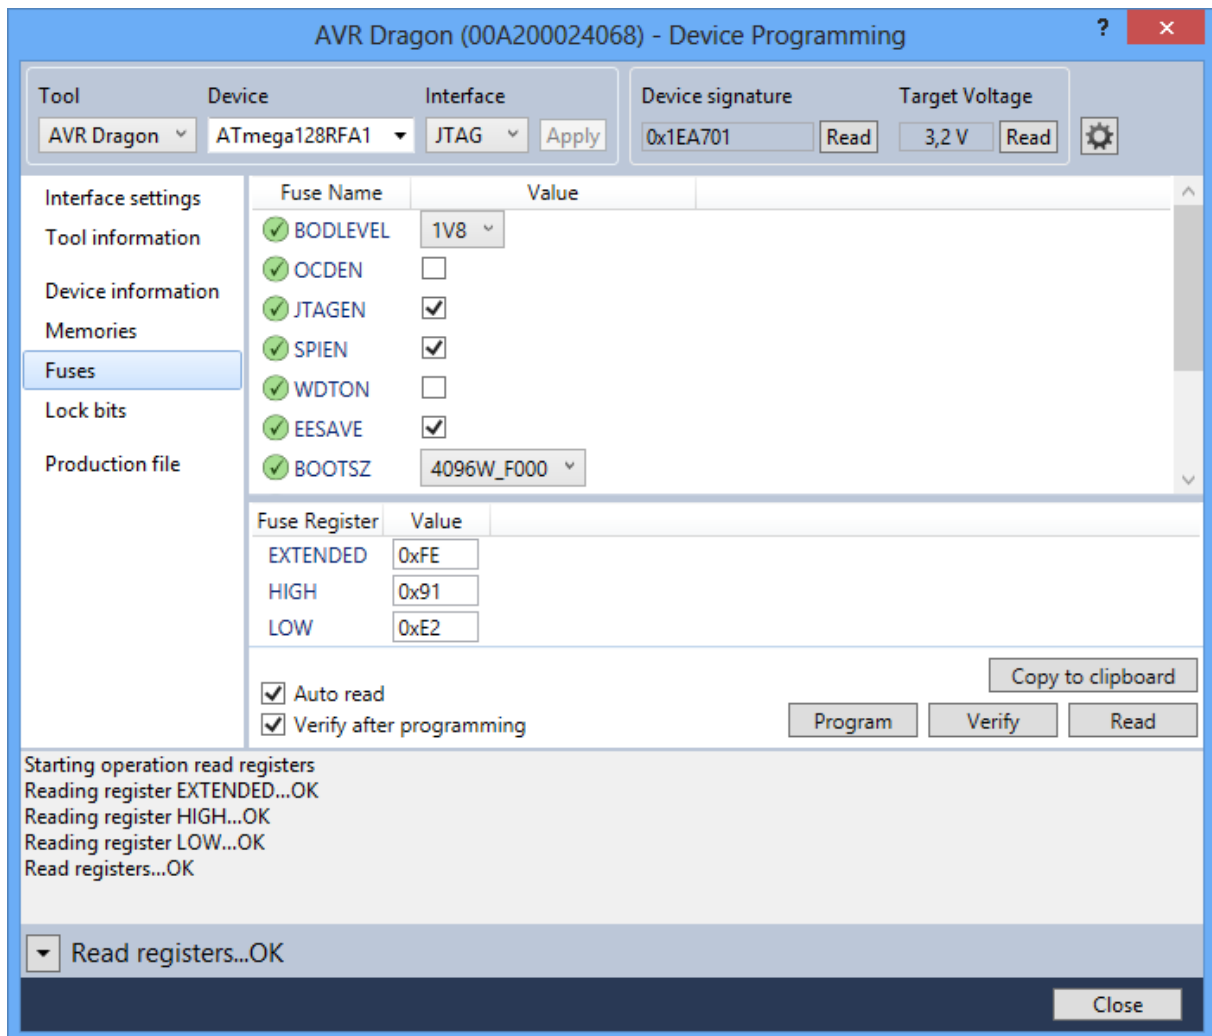 AVR Dragon (00A200024068) - Device Programming ?
Tool Device Interface Device signature Target Voltage
AVR Dragon ATmega128RFA1 JTAG Apply 0x1EA701 Read 3,2 V Read
Interface settings
Tool information
Device information
Memories
Fuses
Lock bits
Production file
Fuse Name Value
BODLEVEL 1V8
OCDEN
JTAGEN
SPIEN
WDTON
EESAVE
BOOTSZ 4096W_F000
Fuse Register Value
EXTENDED 0xFE
HIGH 0x91
LOW 0xE2
Copy to clipboard
Auto read
Verify after programming
Program Verify Read
Starting operation read registers
Reading register EXTENDED...OK
Reading register HIGH...OK
Reading register LOW...OK
Read registers...OK
Read registers...OK
Close